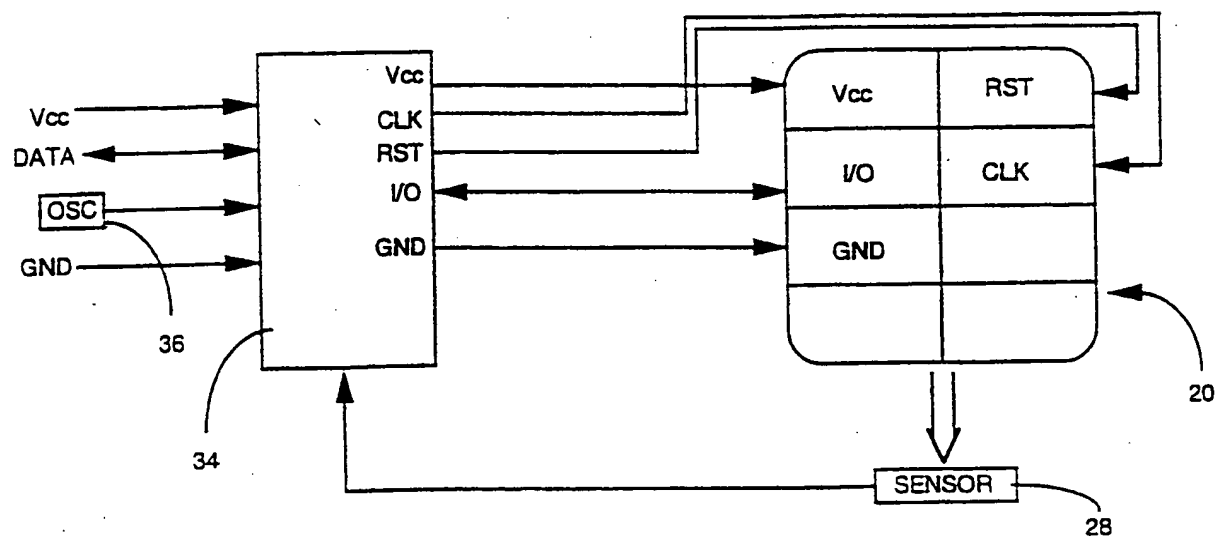 Vcc
DATA
OSC
GND
36
34
Vcc
CLK
RST
I/O
GND
Vcc
RST
I/O
CLK
GND
20
SENSOR
28